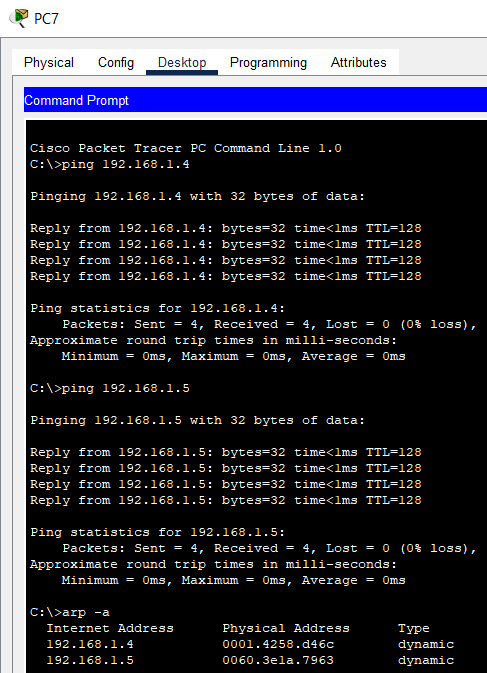 PC7
Physical Config Desktop Programming Attributes
Command Prompt
Cisco Packet Tracer PC Command Line 1.0
C:\>ping 192.168.1.4
Pinging 192.168.1.4 with 32 bytes of data:
Reply from 192.168.1.4: bytes=32 time<1ms TTL=128
Reply from 192.168.1.4: bytes=32 time<1ms TTL=128
Reply from 192.168.1.4: bytes=32 time<1ms TTL=128
Reply from 192.168.1.4: bytes=32 time<1ms TTL=128
Ping statistics for 192.168.1.4:
Packets: Sent = 4, Received = 4, Lost = 0 (0% loss),
Approximate round trip times in milli-seconds:
Minimum = 0ms, Maximum = 0ms, Average = 0ms
C:\>ping 192.168.1.5
Pinging 192.168.1.5 with 32 bytes of data:
Reply from 192.168.1.5: bytes=32 time<1ms TTL=128
Reply from 192.168.1.5: bytes=32 time<1ms TTL=128
Reply from 192.168.1.5: bytes=32 time<1ms TTL=128
Reply from 192.168.1.5: bytes=32 time<1ms TTL=128
Ping statistics for 192.168.1.5:
Packets: Sent = 4, Received = 4, Lost = 0 (0% loss),
Approximate round trip times in milli-seconds:
Minimum = 0ms, Maximum = 0ms, Average = 0ms
C:\>arp -a
Internet Address Physical Address Type
192.168.1.4 0001.4258.d46c dynamic
192.168.1.5 0060.3e1a.7963 dynamic